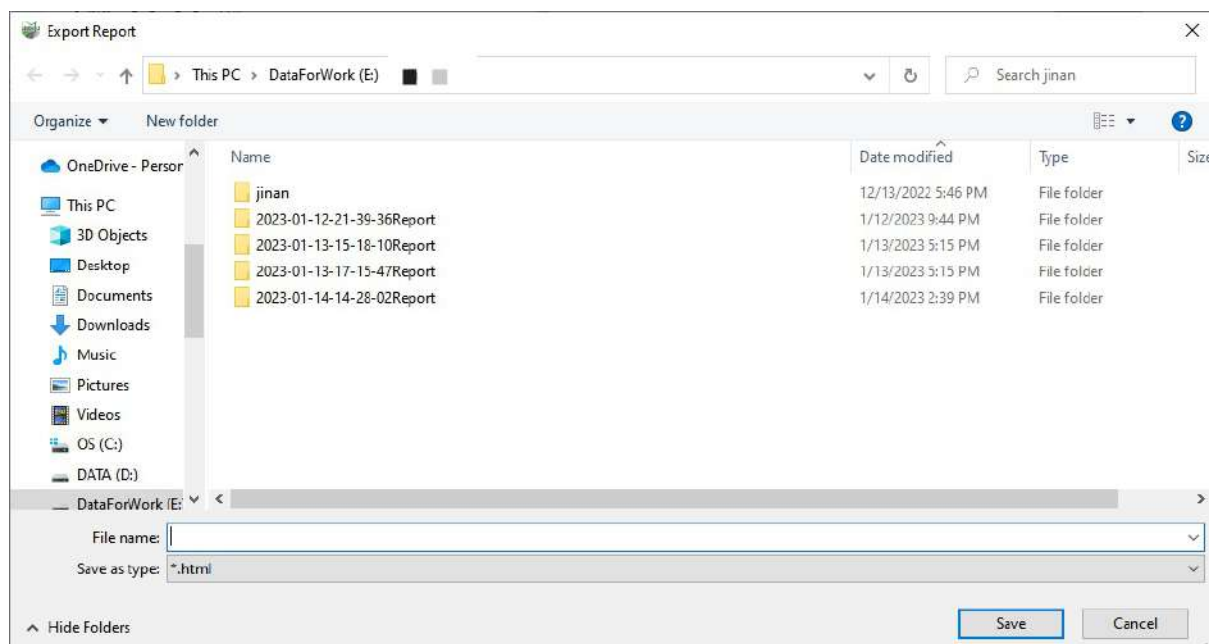 Export Report
This PC > DataForWork (E:)
Search jinan
Organize
New folder
Name
Date modified
Type
Size
OneDrive - Person
This PC
3D Objects
Desktop
Documents
Downloads
Music
Pictures
Videos
OS (C:)
DATA (D:)
DataForWork (E:
jinan 12/13/2022 5:46 PM File folder
2023-01-12-21-39-36Report 1/12/2023 9:44 PM File folder
2023-01-13-15-18-10Report 1/13/2023 5:15 PM File folder
2023-01-13-17-15-47Report 1/13/2023 5:15 PM File folder
2023-01-14-14-28-02Report 1/14/2023 2:39 PM File folder
File name:
Save as type: *.html
Hide Folders
Save
Cancel